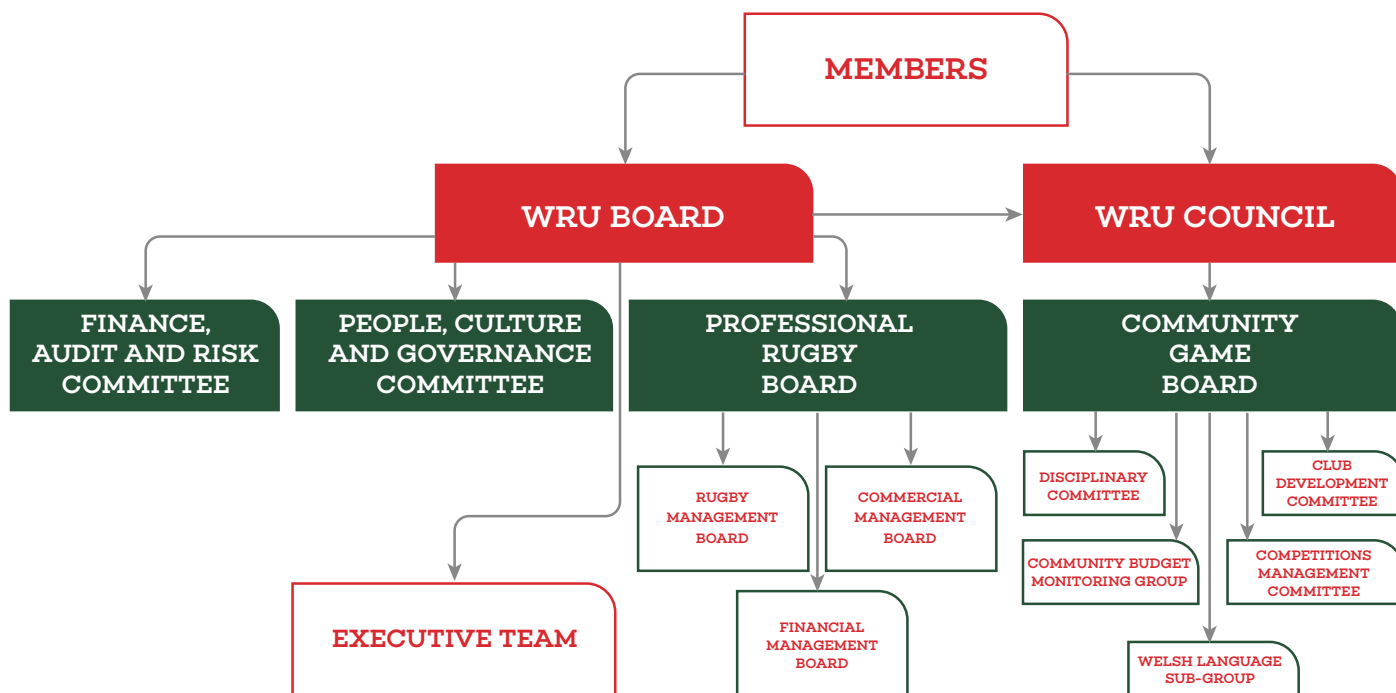 MEMBERS
WRU BOARD
WRU COUNCIL
FINANCE,
AUDIT AND RISK
COMMITTEE
PEOPLE, CULTURE
AND GOVERNANCE
COMMITTEE
PROFESSIONAL
RUGBY
BOARD
COMMUNITY
GAME
BOARD
RUGBY
MANAGEMENT
BOARD
COMMERCIAL
MANAGEMENT
BOARD
DISCIPLINARY
COMMITTEE
CLUB
DEVELOPMENT
COMMITTEE
COMMUNITY BUDGET
MONITORING GROUP
COMPETITIONS
MANAGEMENT
COMMITTEE
EXECUTIVE TEAM
FINANCIAL
MANAGEMENT
BOARD
WELSH LANGUAGE
SUB-GROUP